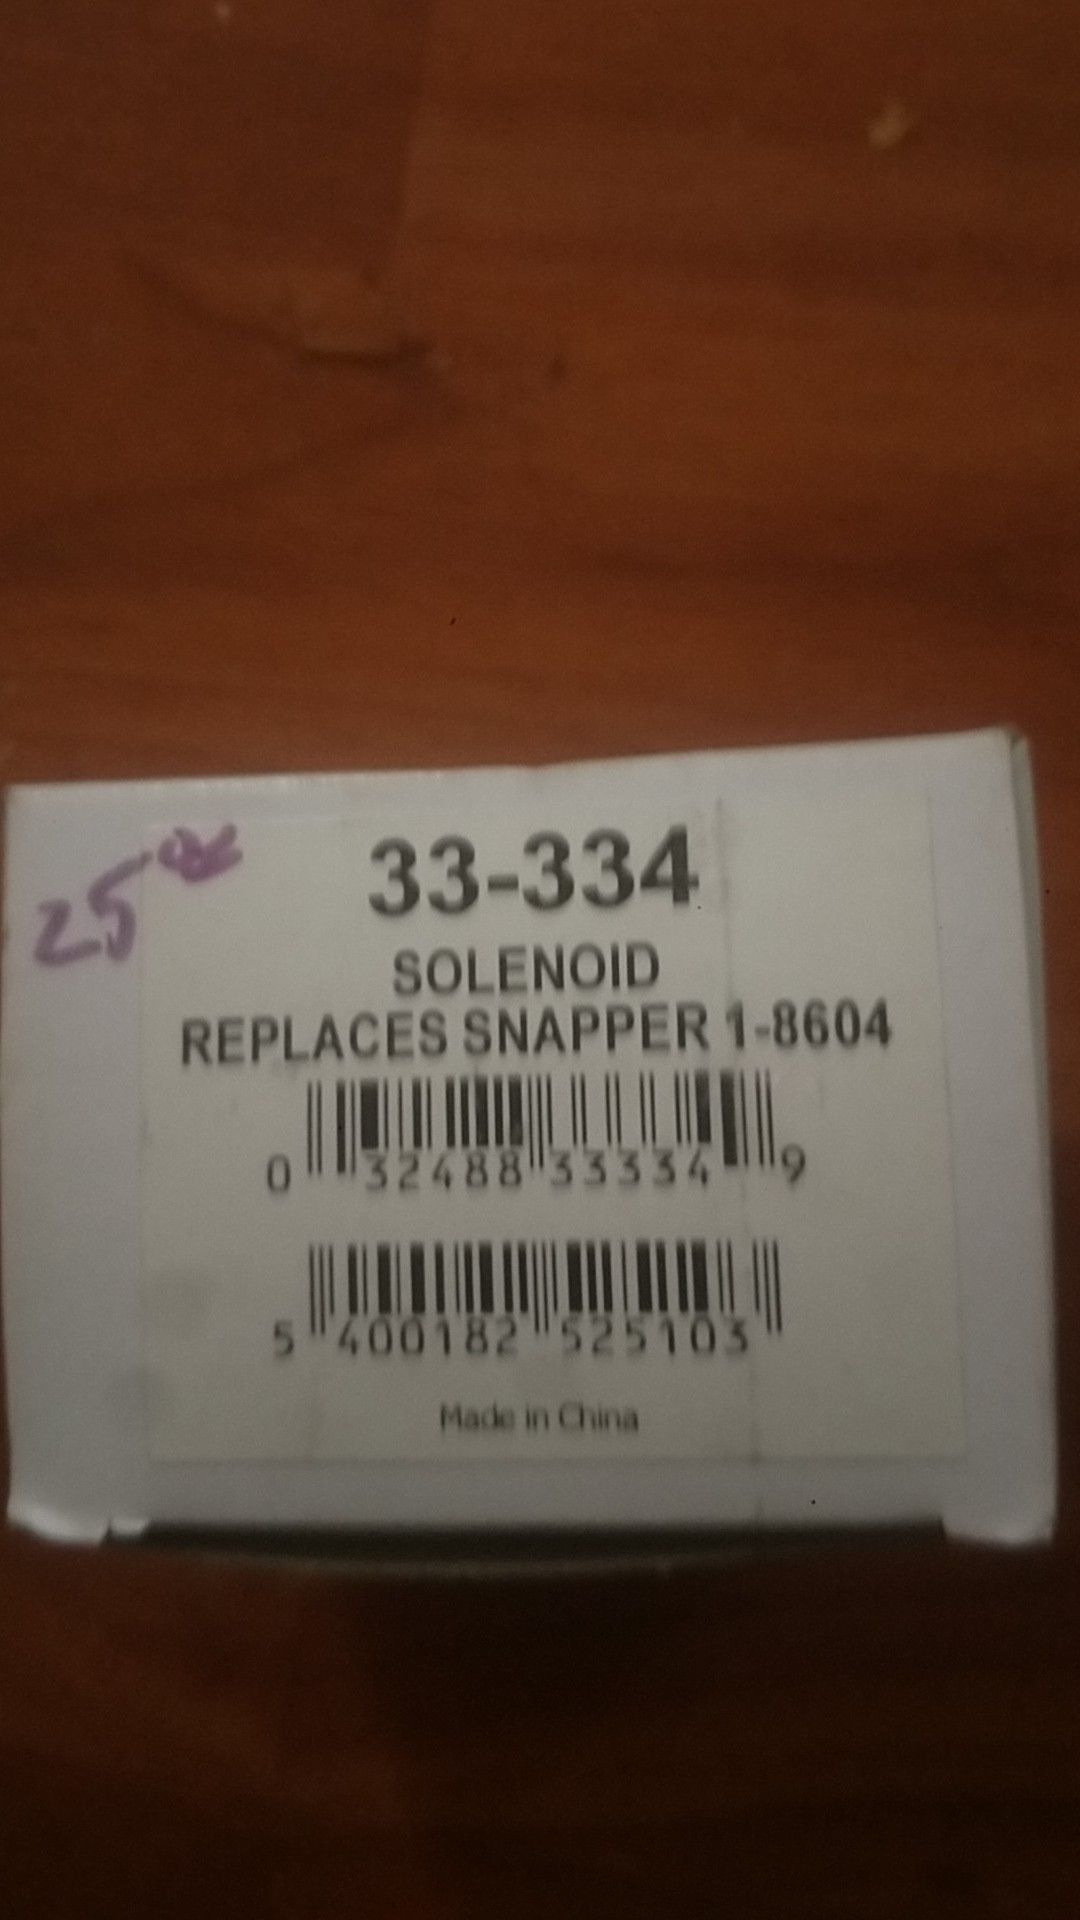 25
33-334
SOLENOID
REPLACES SNAPPER 1-8604
0 32488 33334 9
5 400182 525103
Made in China